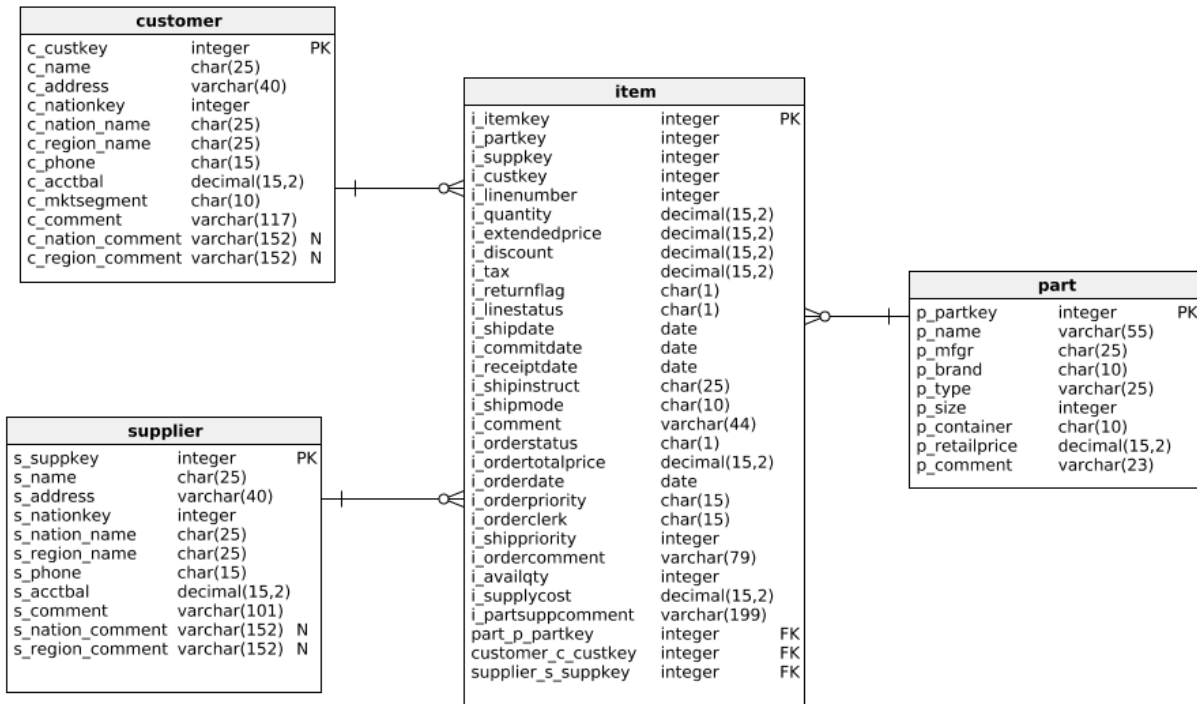 customer
c_custkey integer PK
c_name char(25)
c_address varchar(40)
c_nationkey integer
c_nation_name char(25)
c_region_name char(25)
c_phone char(15)
c_acctbal decimal(15,2)
c_mktsegment char(10)
c_comment varchar(117)
c_nation_comment varchar(152) N
c_region_comment varchar(152) N
supplier
s_suppkey integer PK
s_name char(25)
s_address varchar(40)
s_nationkey integer
s_nation_name char(25)
s_region_name char(25)
s_phone char(15)
s_acctbal decimal(15,2)
s_comment varchar(101)
s_nation_comment varchar(152) N
s_region_comment varchar(152) N
item
i_itemkey integer PK
i_partkey integer
i_suppkey integer
i_custkey integer
i_linenumber integer
i_quantity decimal(15,2)
i_extendedprice decimal(15,2)
i_discount decimal(15,2)
i_tax decimal(15,2)
i_returnflag char(1)
i_linestatus char(1)
i_shipdate date
i_commitdate date
i_receiptdate date
i_shipinstruct char(25)
i_shipmode char(10)
i_comment varchar(44)
i_orderstatus char(1)
i_ordertotalprice decimal(15,2)
i_orderdate date
i_orderpriority char(15)
i_orderclerk char(15)
i_shippriority integer
i_ordercomment varchar(79)
i_availqty integer
i_supplycost decimal(15,2)
i_partsuppcomment varchar(199)
part_p_partkey integer FK
customer_c_custkey integer FK
supplier_s_suppkey integer FK
part
p_partkey integer PK
p_name varchar(55)
p_mfgr char(25)
p_brand char(10)
p_type varchar(25)
p_size integer
p_container char(10)
p_retailprice decimal(15,2)
p_comment varchar(23)